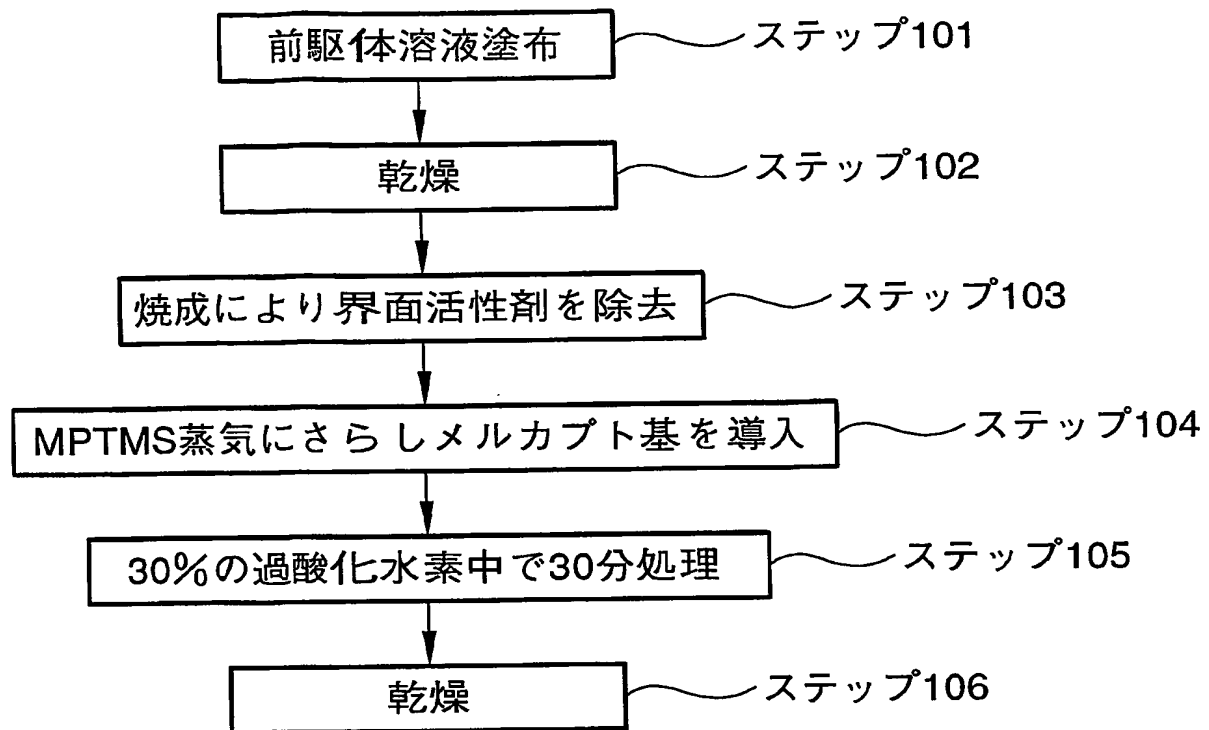 前駆体溶液塗布
ステップ101
乾燥
ステップ102
焼成により界面活性剤を除去
ステップ103
MPTMS蒸気にさらしメルカプト基を導入
ステップ104
30%の過酸化水素中で30分処理
ステップ105
乾燥
ステップ106